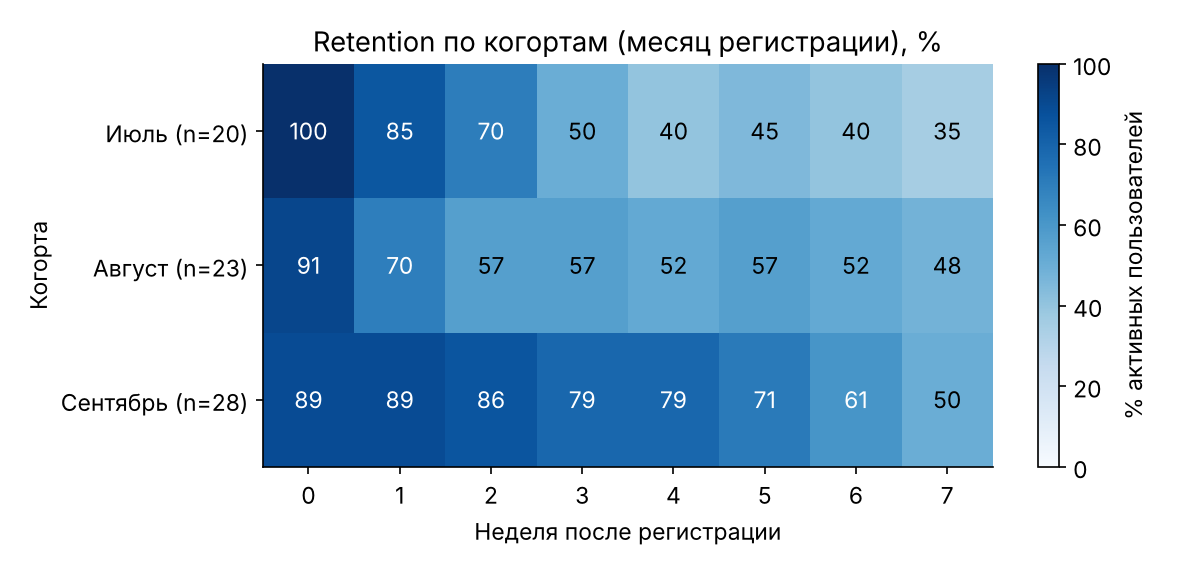 Retention по когортам (месяц регистрации), %
Когорта
Июль (n=20) 100 85 70 50 40 45 40 35
Август (n=23) 91 70 57 57 52 57 52 48
Сентябрь (n=28) 89 89 86 79 79 71 61 50
0 1 2 3 4 5 6 7
Неделя после регистрации
100
80
60
40
20
0
% активных пользователей